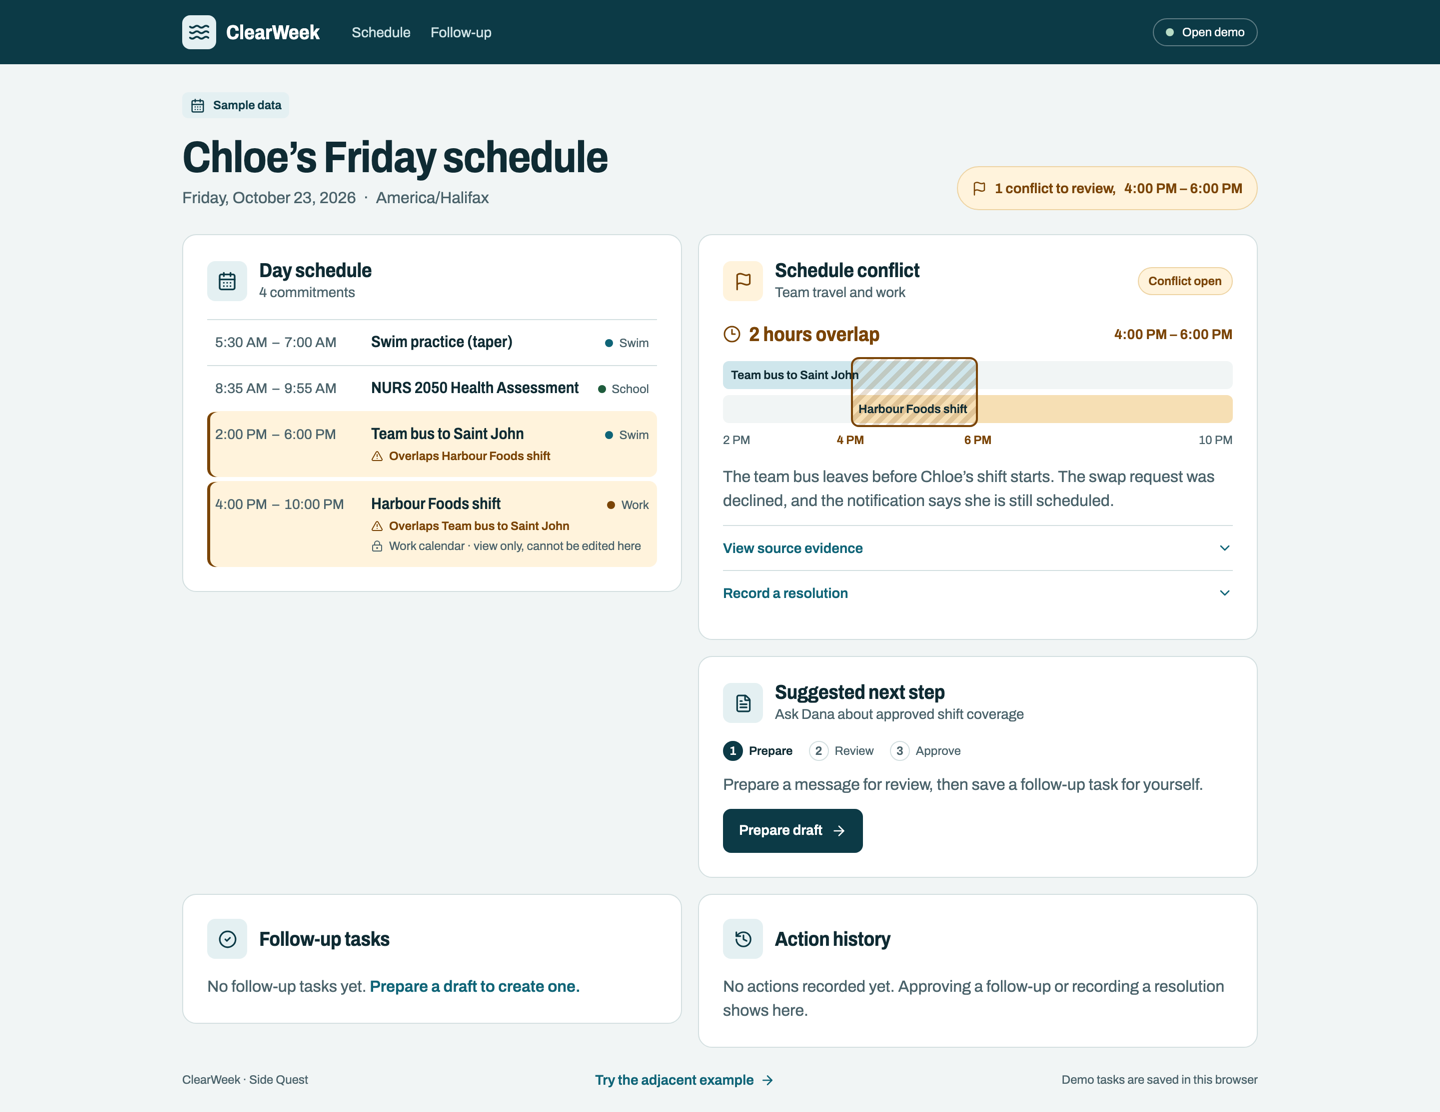 ClearWeek
Schedule
Follow-up
Open demo
Sample data
Chloe’s Friday schedule
Friday, October 23, 2026 · America/Halifax
1 conflict to review, 4:00 PM – 6:00 PM
Day schedule
4 commitments
5:30 AM – 7:00 AM
Swim practice (taper)
Swim
8:35 AM – 9:55 AM
NURS 2050 Health Assessment
School
2:00 PM – 6:00 PM
Team bus to Saint John
Swim
Overlaps Harbour Foods shift
4:00 PM – 10:00 PM
Harbour Foods shift
Work
Overlaps Team bus to Saint John
Work calendar · view only, cannot be edited here
Schedule conflict
Team travel and work
Conflict open
2 hours overlap
4:00 PM – 6:00 PM
Team bus to Saint John
Harbour Foods shift
2 PM
4 PM
6 PM
10 PM
The team bus leaves before Chloe’s shift starts. The swap request was
declined, and the notification says she is still scheduled.
View source evidence
Record a resolution
Suggested next step
Ask Dana about approved shift coverage
1 Prepare
2 Review
3 Approve
Prepare a message for review, then save a follow-up task for yourself.
Prepare draft
Follow-up tasks
No follow-up tasks yet. Prepare a draft to create one.
Action history
No actions recorded yet. Approving a follow-up or recording a resolution
shows here.
ClearWeek · Side Quest
Try the adjacent example
Demo tasks are saved in this browser